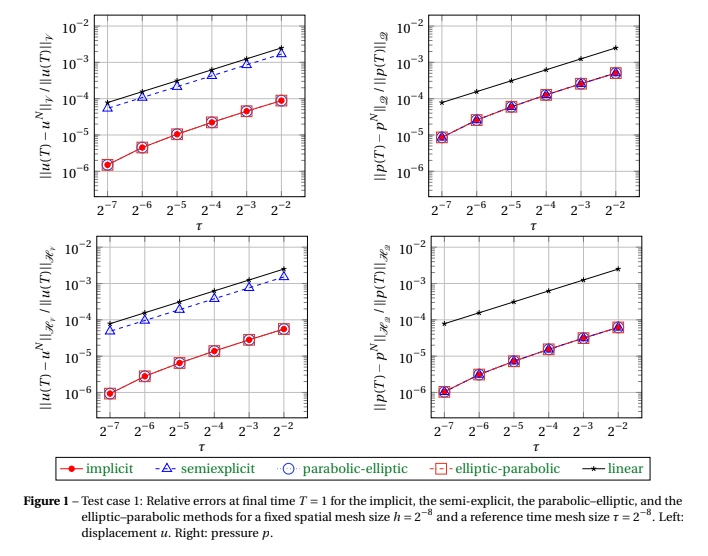 10⁻²
10⁻³
10⁻⁴
10⁻⁵
10⁻⁶
2⁻⁷ 2⁻⁶ 2⁻⁵ 2⁻⁴ 2⁻³ 2⁻²
τ
||u(T) − u^N||_𝒱 / ||u(T)||_𝒱
10⁻²
10⁻³
10⁻⁴
10⁻⁵
10⁻⁶
2⁻⁷ 2⁻⁶ 2⁻⁵ 2⁻⁴ 2⁻³ 2⁻²
τ
||p(T) − p^N||_𝒬 / ||p(T)||_𝒬
10⁻²
10⁻³
10⁻⁴
10⁻⁵
10⁻⁶
2⁻⁷ 2⁻⁶ 2⁻⁵ 2⁻⁴ 2⁻³ 2⁻²
τ
||u(T) − u^N||_ℋ_𝒱 / ||u(T)||_ℋ_𝒱
10⁻²
10⁻³
10⁻⁴
10⁻⁵
10⁻⁶
2⁻⁷ 2⁻⁶ 2⁻⁵ 2⁻⁴ 2⁻³ 2⁻²
τ
||p(T) − p^N||_ℋ_𝒬 / ||p(T)||_ℋ_𝒬
implicit semiexplicit parabolic-elliptic elliptic-parabolic linear
Figure 1 – Test case 1: Relative errors at final time T = 1 for the implicit, the semi-explicit, the parabolic–elliptic, and the
elliptic–parabolic methods for a fixed spatial mesh size h = 2⁻⁸ and a reference time mesh size τ = 2⁻⁸. Left:
displacement u. Right: pressure p.